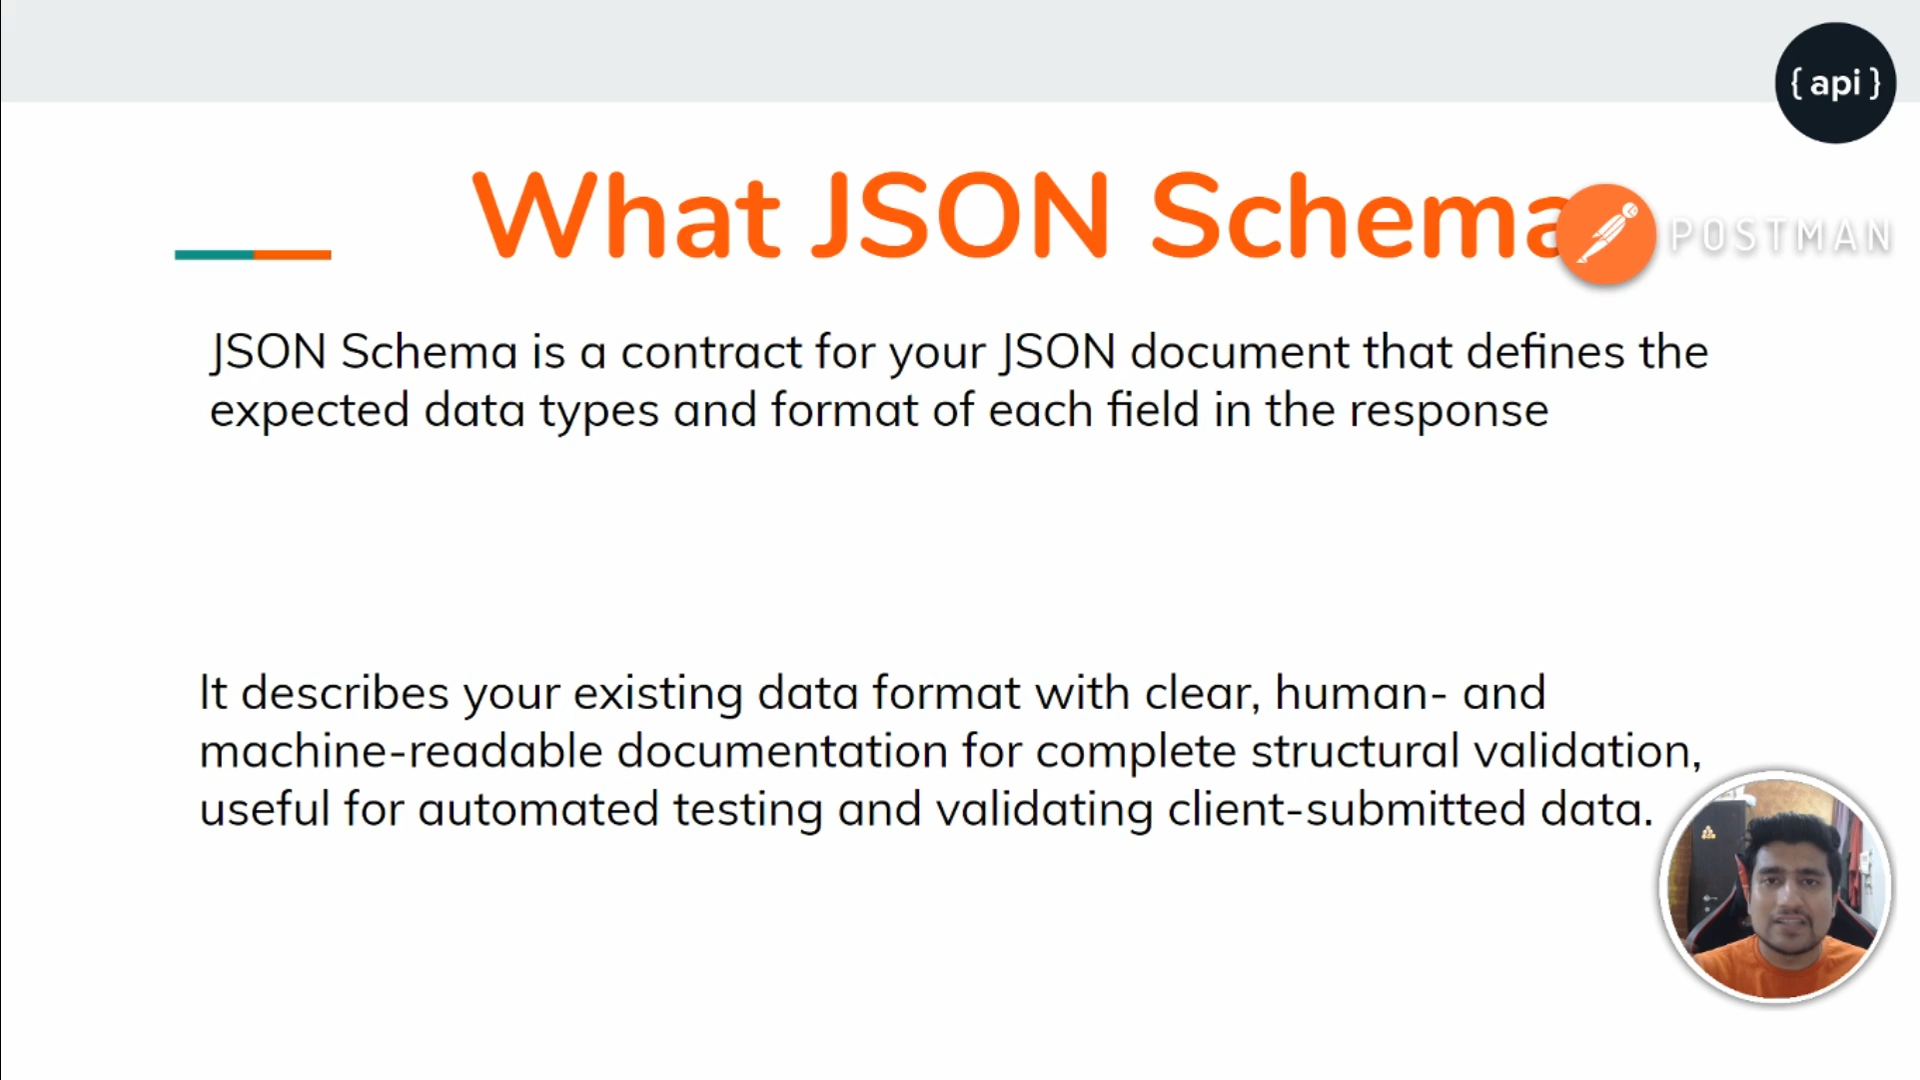 { api }
What JSON Schema
POSTMAN
JSON Schema is a contract for your JSON document that defines the
expected data types and format of each field in the response
It describes your existing data format with clear, human- and
machine-readable documentation for complete structural validation,
useful for automated testing and validating client-submitted data.